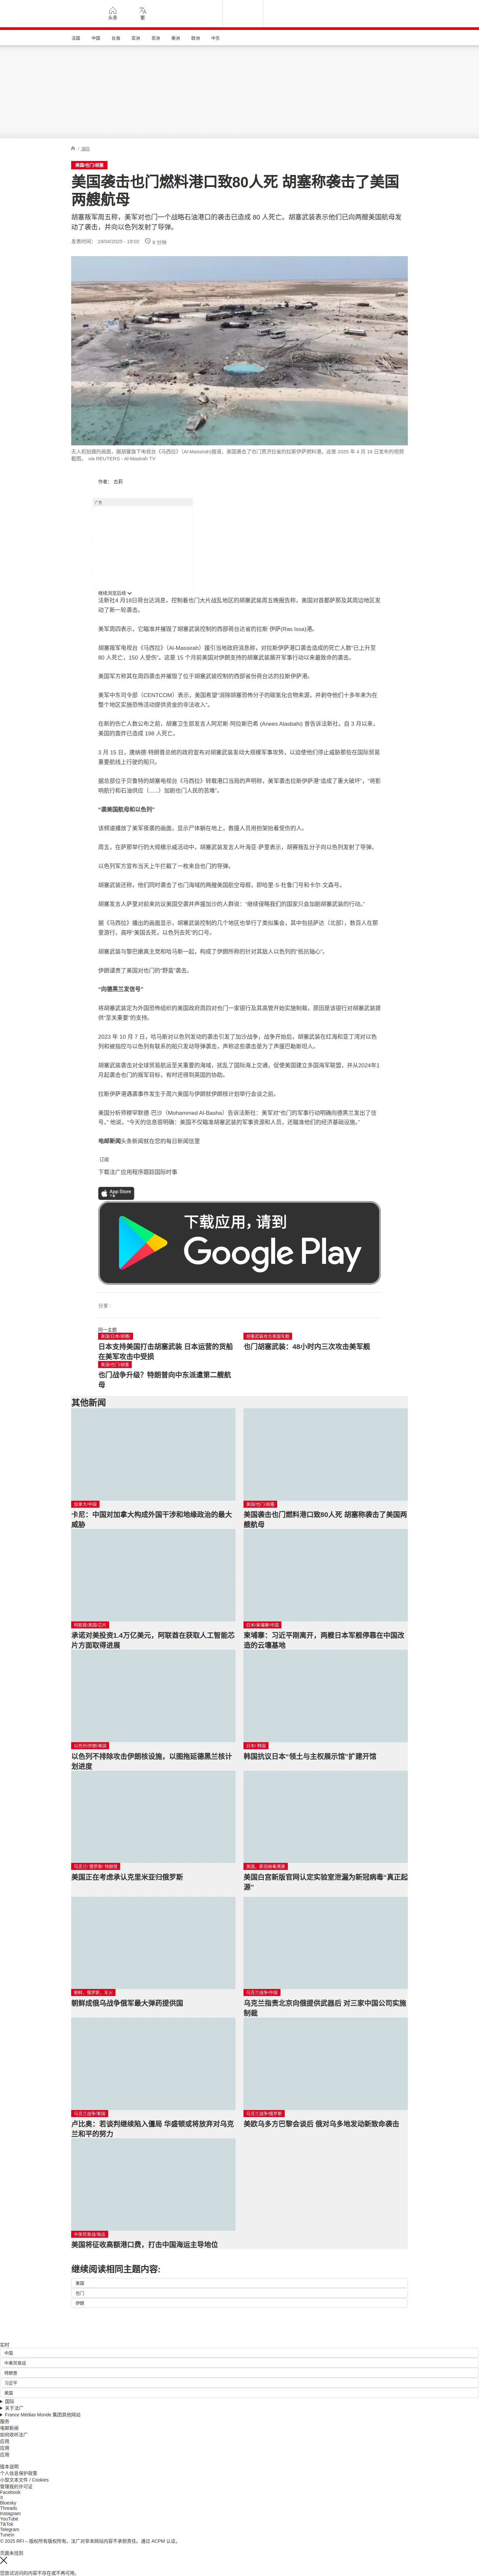 头条
繁
法国
中国
台海
亚洲
非洲
美洲
欧洲
中东
/ 国际
美国/也门/胡塞
美国袭击也门燃料港口致80人死 胡塞称袭击了美国两艘航母
胡塞叛军周五称，美军对也门一个战略石油港口的袭击已造成 80 人死亡。胡塞武装表示他们已向两艘美国航母发动了袭击，并向以色列发射了导弹。
发表时间： 19/04/2025 - 19:02
8 分钟
无人机拍摄的画面，据胡塞旗下电视台《马西拉》（Al-Masirah)报道，美国袭击了也门荷济拉省的拉斯伊萨燃料港。这是 2025 年 4 月 18 日发布的视频截图。 via REUTERS - Al-Masirah TV
作者： 古莉
广告
继续浏览后续
法新社4 月18日荷台达消息，控制着也门大片战乱地区的胡塞武装周五晚报告称，美国对首都萨那及其周边地区发动了新一轮袭击。
美军周四表示，它瞄准并摧毁了胡塞武装控制的西部荷台达省的拉斯 伊萨(Ras Issa)港。
胡塞叛军电视台《马西拉》（Al-Massirah）援引当地政府消息称，对拉斯伊萨港口袭击造成的死亡人数“已上升至 80 人死亡，150 人受伤”。这是 15 个月前美国对伊朗支持的胡塞武装展开军事行动以来最致命的袭击。
美国军方称其在周四袭击并摧毁了位于胡塞武装控制的西部省份荷台达的拉斯伊萨港。
美军中东司令部（CENTCOM）表示，美国希望“消除胡塞恐怖分子的碳氢化合物来源，并剥夺他们十多年来为在整个地区实施恐怖活动提供资金的非法收入”。
在新的伤亡人数公布之前，胡塞卫生部发言人阿尼斯·阿拉斯巴希 (Anees Alasbahi) 曾告诉法新社，自 3 月以来，美国的轰炸已造成 198 人死亡。
3 月 15 日，唐纳德·特朗普总统的政府宣布对胡塞武装发动大规模军事攻势，以迫使他们停止威胁那些在国际贸易重要航线上行驶的船只。
据总部位于贝鲁特的胡塞电视台《马西拉》转载港口当局的声明称，美军袭击拉斯伊萨港“造成了重大破坏”，“将影响航行和石油供应（......）加剧也门人民的苦难”。
“袭美国航母和以色列”
该频道播放了美军夜袭的画面，显示尸体躺在地上，救援人员用担架抬着受伤的人。
周五，在萨那举行的大规模示威活动中，胡塞武装发言人叶海亚·萨里表示，胡赛叛乱分子向以色列发射了导弹。
以色列军方宣布当天上午拦截了一枚来自也门的导弹。
胡塞武装还称，他们同时袭击了也门海域的两艘美国航空母舰，即哈里·S·杜鲁门号和卡尔·文森号。
胡塞发言人萨里对前来抗议美国空袭并声援加沙的人群说：“继续侵略我们的国家只会加剧胡塞武装的行动。”
据《马西拉》播出的画面显示，胡塞武装控制的几个地区也举行了类似集会，其中包括萨达（北部），数百人在那里游行，高呼“美国去死，以色列去死”的口号。
胡塞武装与黎巴嫩真主党和哈马斯一起，构成了伊朗所称的针对其敌人以色列的“抵抗轴心”。
伊朗谴责了美国对也门的“野蛮”袭击。
“向德黑兰发信号”
将胡塞武装定为外国恐怖组织的美国政府周四对也门一家银行及其高管开始实施制裁，原因是该银行对胡塞武装提供“至关重要”的支持。
2023 年 10 月 7 日，哈马斯对以色列发动的袭击引发了加沙战争，战争开始后，胡塞武装在红海和亚丁湾对以色列和被指控与以色列有联系的船只发动导弹袭击，声称这些袭击是为了声援巴勒斯坦人。
胡塞武装袭击对全球贸易航运至关重要的海域，扰乱了国际海上交通，促使美国建立多国海军联盟，并从2024年1月起袭击也门的叛军目标，有时还得到英国的协助。
拉斯伊萨港遇袭事件发生于周六美国与伊朗就伊朗核计划举行会谈之前。
美国分析师穆罕默德·巴沙（Mohammed Al-Basha）告诉法新社：美军对“也门的军事行动明确向德黑兰发出了信号。” 他说，“今天的信息很明确：美国不仅瞄准胡塞武装的军事资源和人员，还瞄准他们的经济基础设施。”
电邮新闻头条新闻就在您的每日新闻信里
订阅
下载法广应用程序跟踪国际时事
App Store
下载应用，请到
Google Play
分享
同一主题
美国/日本/胡赛/
日本支持美国打击胡塞武装 日本运营的货船在美军攻击中受损
胡塞武装攻击美国军舰
也门胡塞武装：48小时内三次攻击美军舰
美国/也门/胡塞
也门战争升级？特朗普向中东派遣第二艘航母
其他新闻
加拿大/中国
卡尼：中国对加拿大构成外国干涉和地缘政治的最大威胁
美国/也门/胡塞
美国袭击也门燃料港口致80人死 胡塞称袭击了美国两艘航母
阿联酋/美国/芯片
承诺对美投资1.4万亿美元，阿联酋在获取人工智能芯片方面取得进展
日本/柬埔寨/中国
柬埔寨：习近平刚离开，两艘日本军舰停靠在中国改造的云壤基地
以色列/伊朗/美国
以色列不排除攻击伊朗核设施，以图拖延德黑兰核计划进度
日本/ 韩国
韩国抗议日本“领土与主权展示馆”扩建开馆
乌克兰/ 俄罗斯/ 特朗普
美国正在考虑承认克里米亚归俄罗斯
美国、新冠病毒溯源
美国白宫新版官网认定实验室泄漏为新冠病毒“真正起源”
朝鲜、俄罗斯、军火
朝鲜成俄乌战争俄军最大弹药提供国
乌克兰战争/中国
乌克兰指责北京向俄提供武器后 对三家中国公司实施制裁
乌克兰战争/美国
卢比奥：若谈判继续陷入僵局 华盛顿或将放弃对乌克兰和平的努力
乌克兰战争/俄罗斯
美欧乌多方巴黎会谈后 俄对乌多地发动新致命袭击
中美贸易战/海运
美国将征收高额港口费，打击中国海运主导地位
继续阅读相同主题内容:
美国
也门
伊朗
实时
中国
中美贸易战
特朗普
习近平
美国
国际
关于法广
France Médias Monde 集团其他网站
服务
电邮新闻
如何收听法广
应用
应用
应用
版本说明
个人信息保护政策
小型文本文件 / Cookies
管理我的许可证
Facebook
X
Bluesky
Threads
Instagram
YouTube
TikTok
Telegram
TuneIn
© 2025 RFI – 版权所有版权所有。法广对非本网站内容不承担责任。通过 ACPM 认证。
页面未找到
您尝试访问的内容不存在或不再可用。